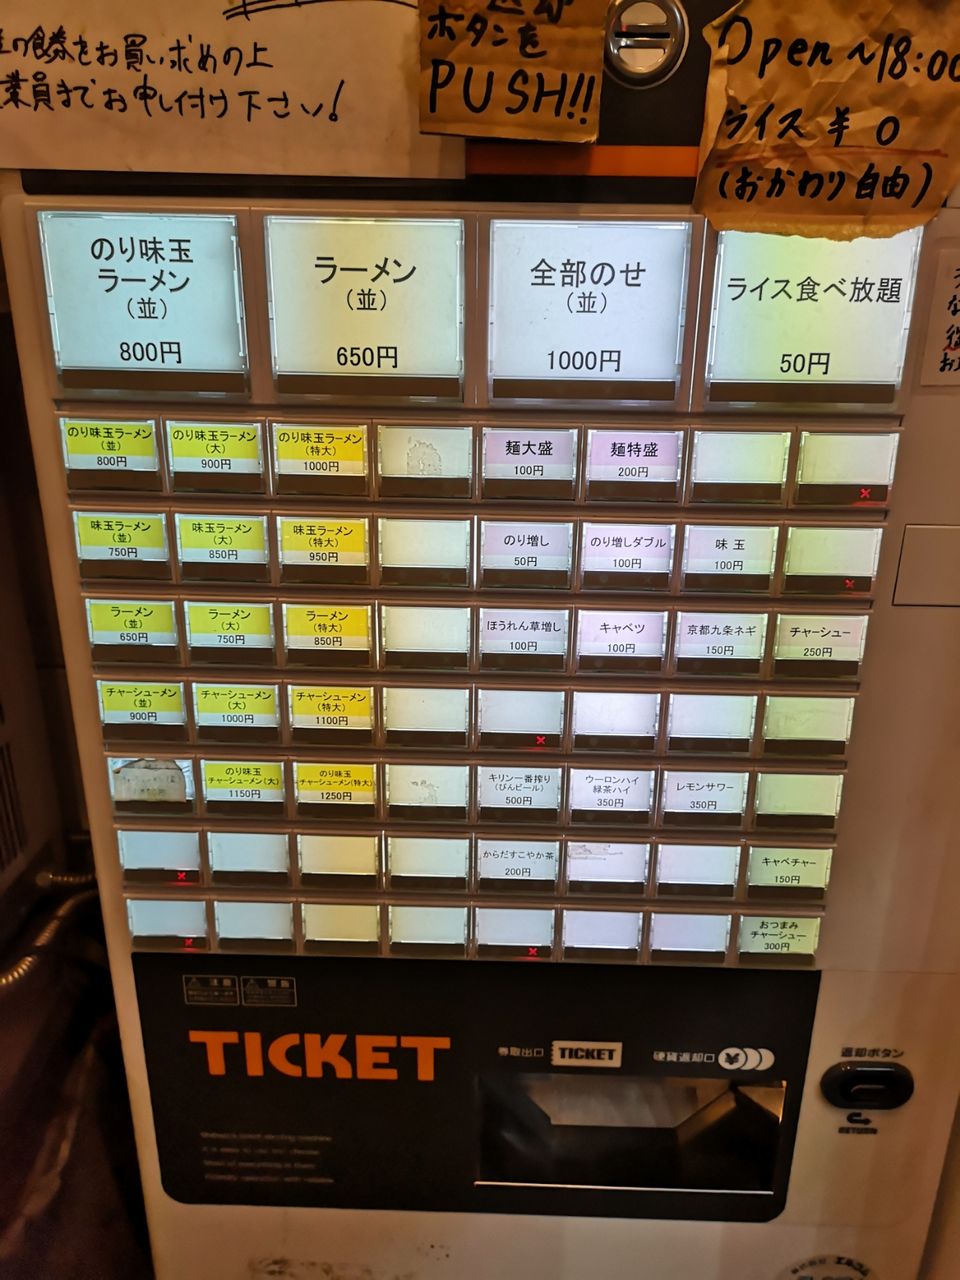 の食券をお買い求めの上
業員までお申し付け下さい!
ボタンを
PUSH!!
Open~18:00
ライス ¥0
(おかわり自由)
のり味玉
ラーメン
(並)
800円
ラーメン
(並)
650円
全部のせ
(並)
1000円
ライス食べ放題
50円
のり味玉ラーメン
(並)
800円
のり味玉ラーメン
(大)
900円
のり味玉ラーメン
(特大)
1000円
麺大盛
100円
麺特盛
200円
味玉ラーメン
(並)
750円
味玉ラーメン
(大)
850円
味玉ラーメン
(特大)
950円
のり増し
50円
のり増しダブル
100円
味玉
100円
ラーメン
(並)
650円
ラーメン
(大)
750円
ラーメン
(特大)
850円
ほうれん草増し
100円
キャベツ
100円
京都九条ネギ
150円
チャーシュー
250円
チャーシューメン
(並)
900円
チャーシューメン
(大)
1000円
チャーシューメン
(特大)
1100円
のり味玉
チャーシューメン(大)
1150円
のり味玉
チャーシューメン(特大)
1250円
キリン一番搾り
(びんビール)
500円
ウーロンハイ
緑茶ハイ
350円
レモンサワー
350円
からだすこやか茶
200円
キャベチャー
150円
おつまみ
チャーシュー
300円
注意
警告
TICKET
券取出口 TICKET
硬貨返却口 ¥
返却ボタン
RETURN